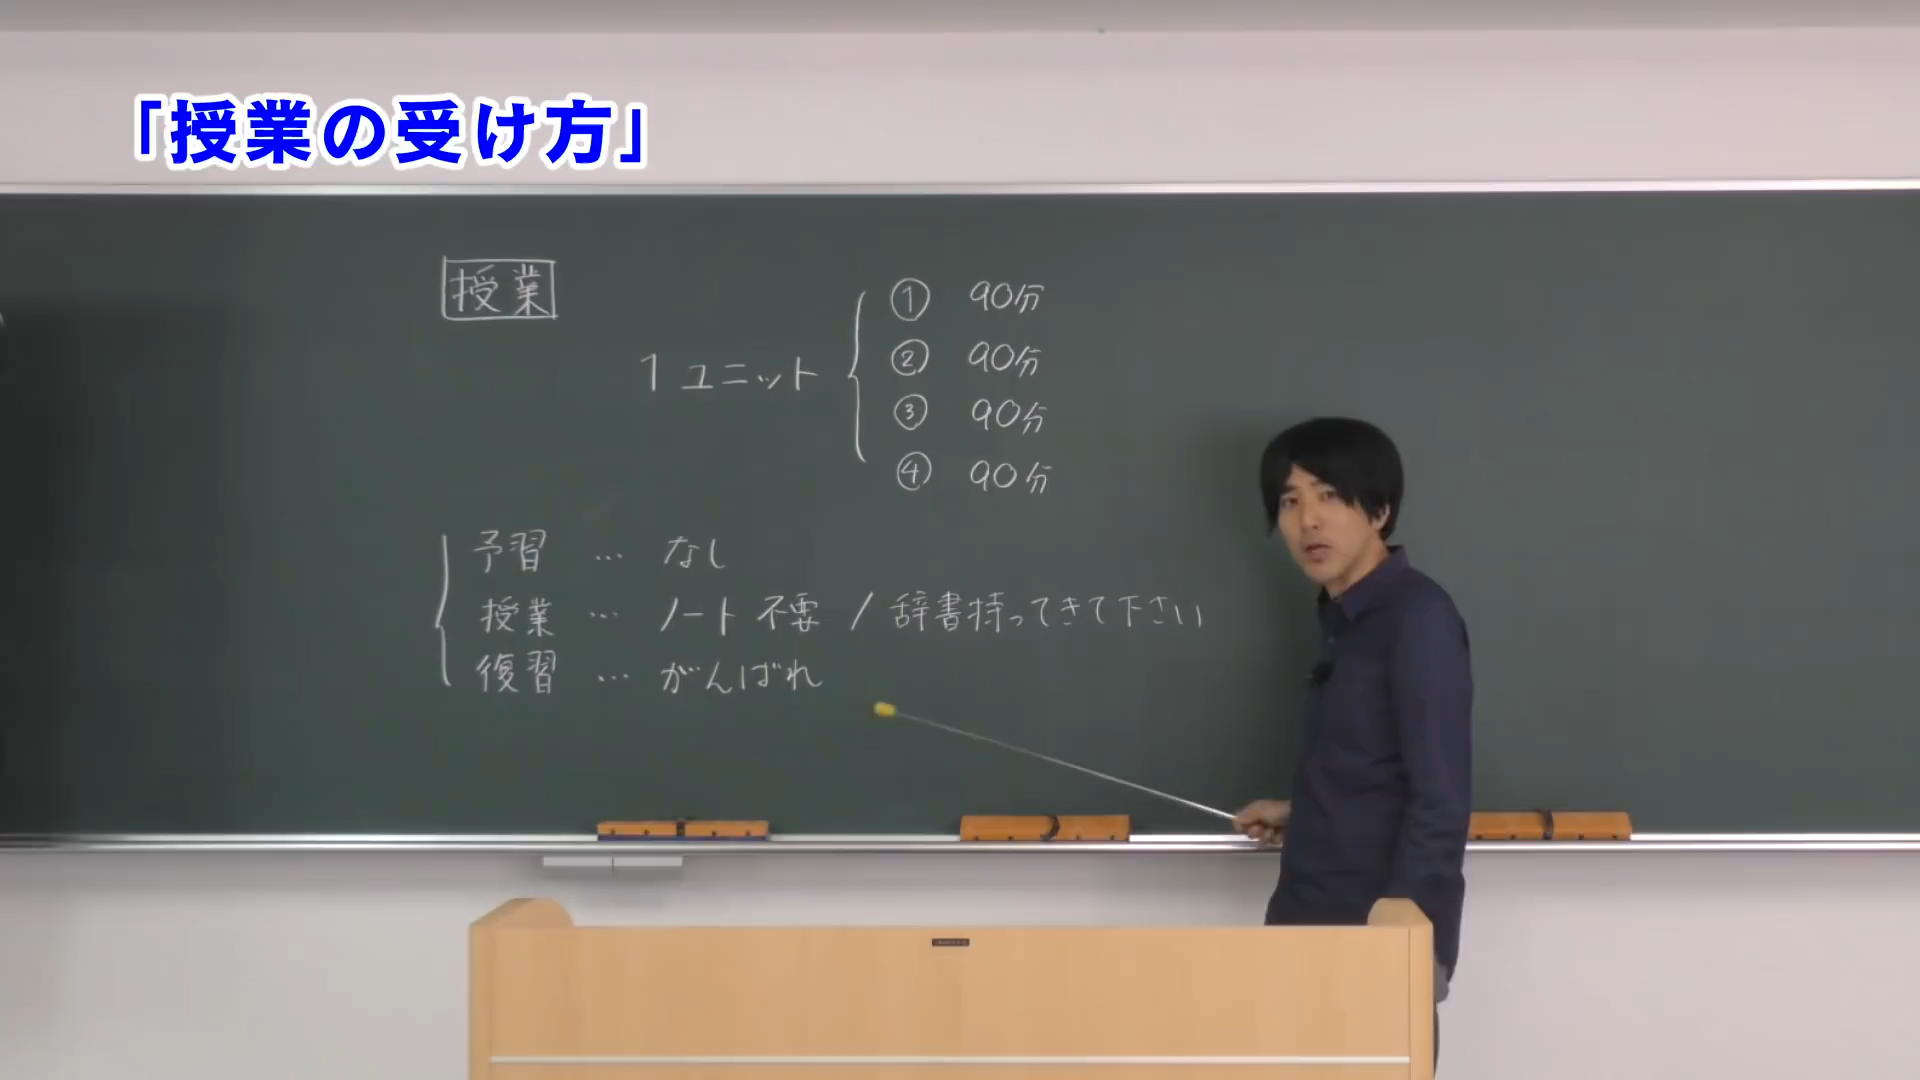 「授業の受け方」
授業
1ユニット
① 90分
② 90分
③ 90分
④ 90分
予習 … なし
授業 … ノート不要 / 辞書持ってきて下さい
復習 … がんばれ